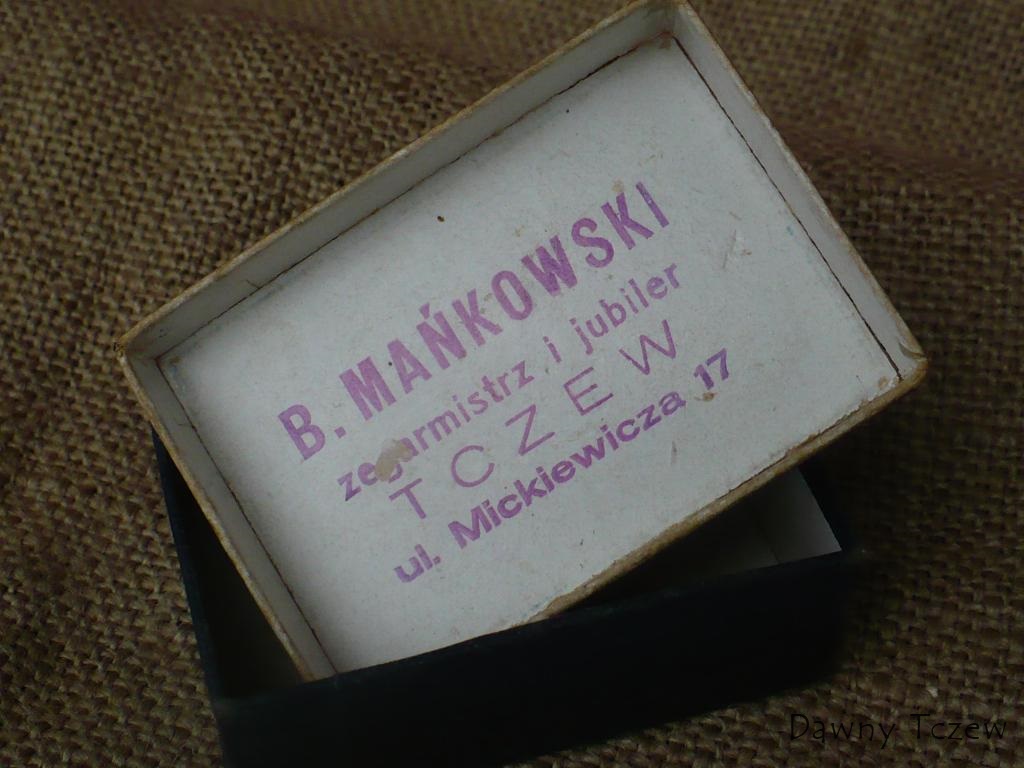 B. MAŃKOWSKI
zegarmistrz i jubiler
TCZEW
ul. Mickiewicza 17
Dawny Tczew